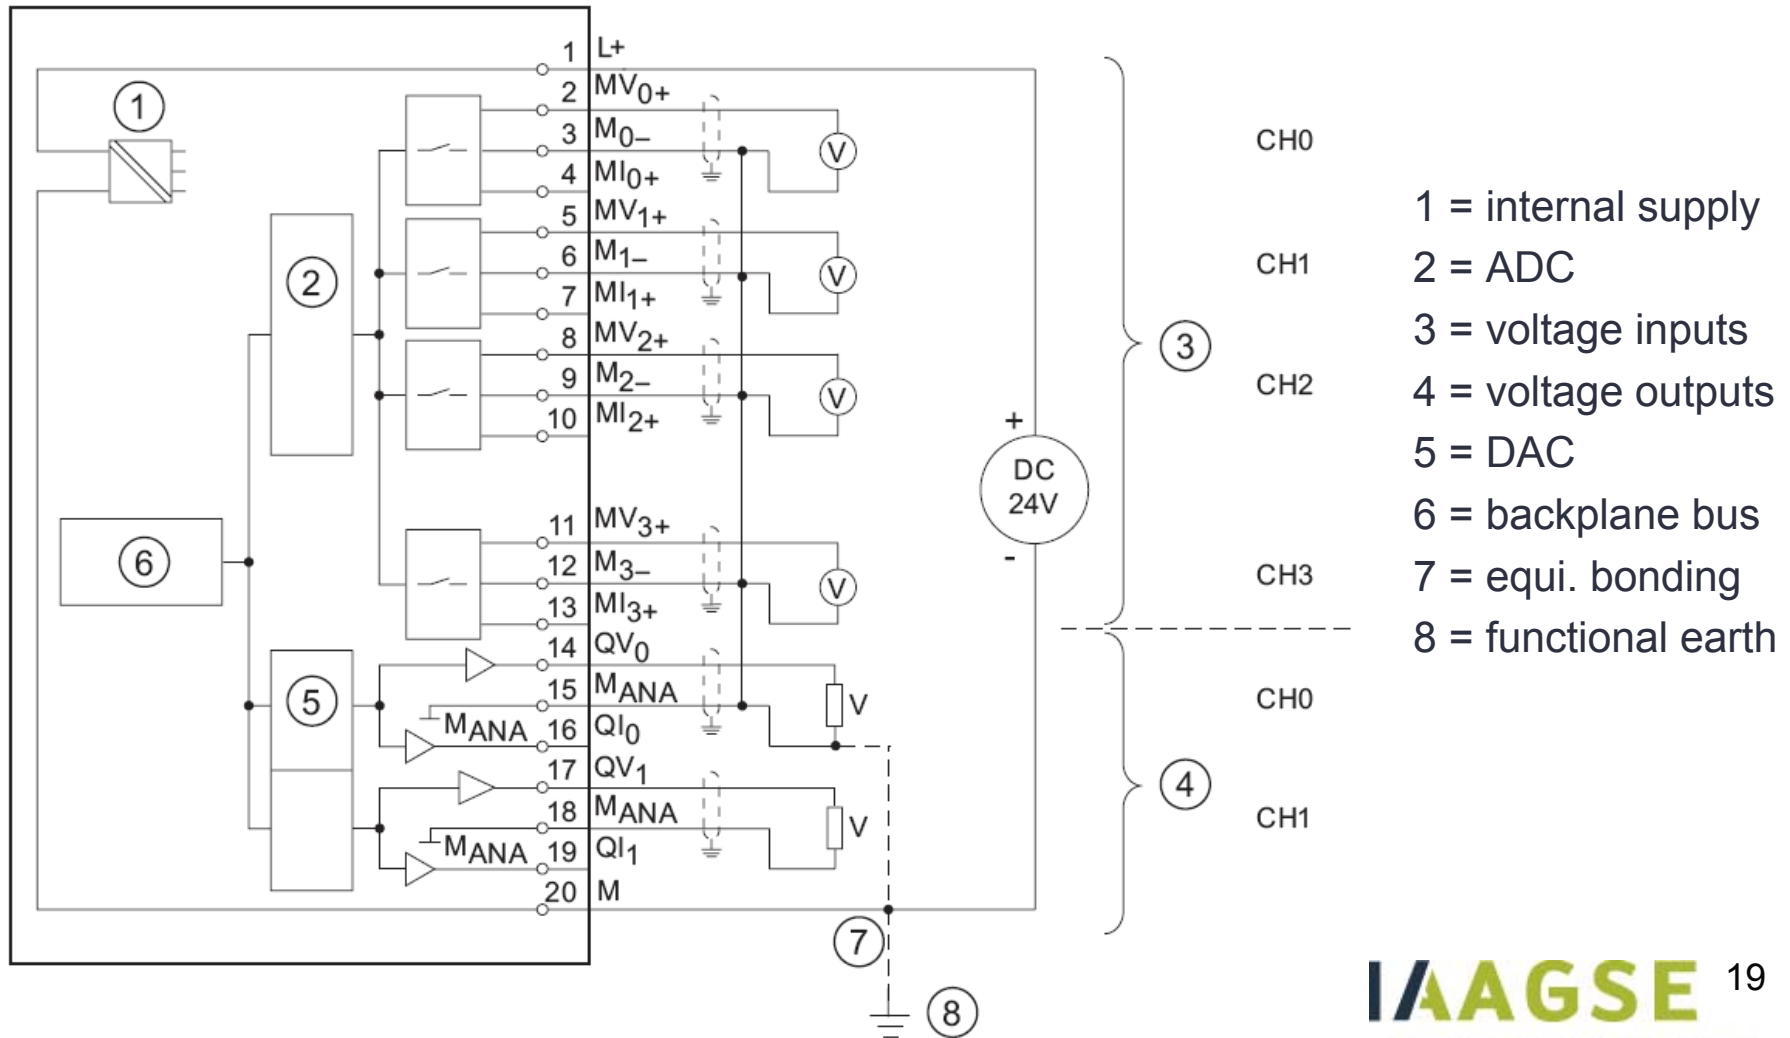 1 L+
2 MV0+
3 M0–
4 MI0+
5 MV1+
6 M1–
7 MI1+
8 MV2+
9 M2–
10 MI2+
11 MV3+
12 M3–
13 MI3+
14 QV0
15 MANA
MANA 16 QI0
17 QV1
18 MANA
MANA 19 QI1
20 M
1
2
6
5
V
V
V
V
V
V
+
DC
24V
-
7
8
3
4
CH0
CH1
CH2
CH3
CH0
CH1
1 = internal supply
2 = ADC
3 = voltage inputs
4 = voltage outputs
5 = DAC
6 = backplane bus
7 = equi. bonding
8 = functional earth
IAAGSE
19